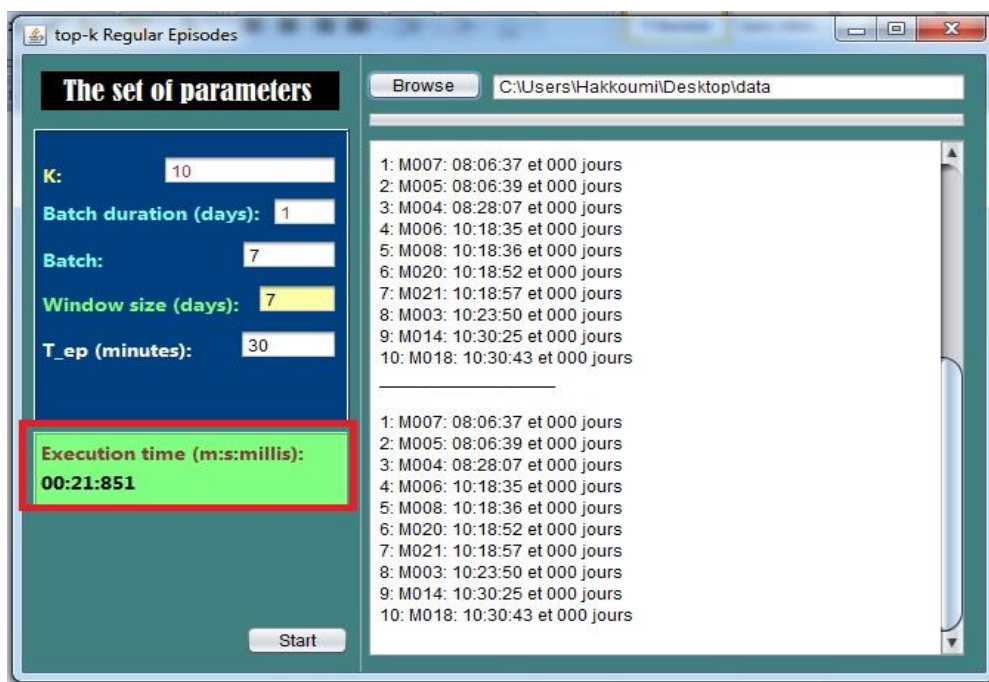 top-k Regular Episodes
The set of parameters
K: 10
Batch duration (days): 1
Batch: 7
Window size (days): 7
T_ep (minutes): 30
Execution time (m:s:millis):
00:21:851
Start
Browse C:\Users\Hakkoumi\Desktop\data
1: M007: 08:06:37 et 000 jours
2: M005: 08:06:39 et 000 jours
3: M004: 08:28:07 et 000 jours
4: M006: 10:18:35 et 000 jours
5: M008: 10:18:36 et 000 jours
6: M020: 10:18:52 et 000 jours
7: M021: 10:18:57 et 000 jours
8: M003: 10:23:50 et 000 jours
9: M014: 10:30:25 et 000 jours
10: M018: 10:30:43 et 000 jours
1: M007: 08:06:37 et 000 jours
2: M005: 08:06:39 et 000 jours
3: M004: 08:28:07 et 000 jours
4: M006: 10:18:35 et 000 jours
5: M008: 10:18:36 et 000 jours
6: M020: 10:18:52 et 000 jours
7: M021: 10:18:57 et 000 jours
8: M003: 10:23:50 et 000 jours
9: M014: 10:30:25 et 000 jours
10: M018: 10:30:43 et 000 jours